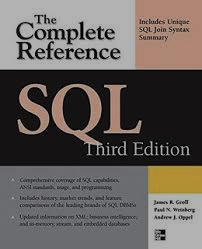 The
Complete
Reference
Includes Unique
SQL Join Syntax
Summary
SQL
Third Edition
Comprehensive coverage of SQL capabilities,
ANSI standards, usage, and programming
Includes history, market trends, and feature
comparisons of the leading brands of SQL DBMSs
Updated information on XML; business intelligence,
and in-memory, stream, and embedded databases
James R. Groff
Paul N. Weinberg
Andrew J. Oppel